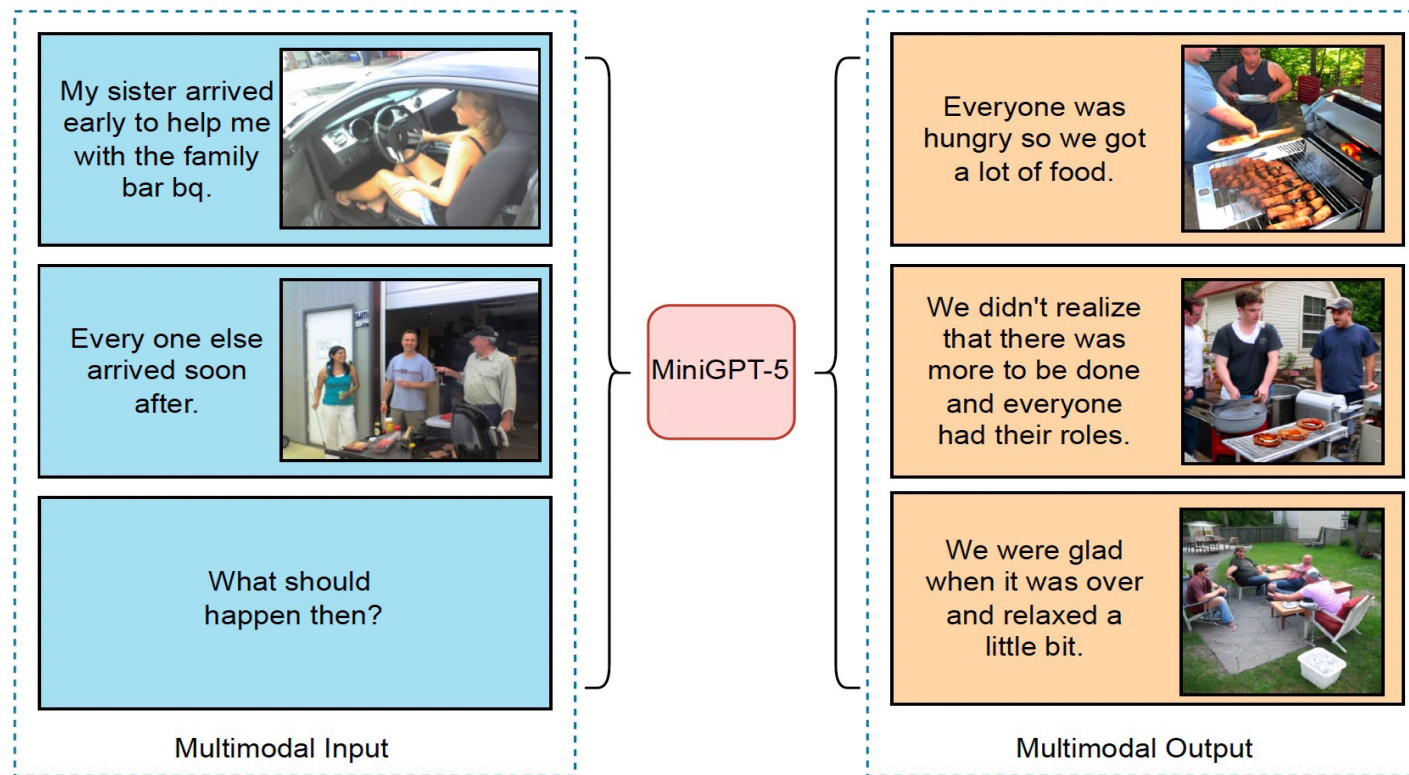 My sister arrived
early to help me
with the family
bar bq.
Every one else
arrived soon
after.
What should
happen then?
Multimodal Input
MiniGPT-5
Everyone was
hungry so we got
a lot of food.
We didn't realize
that there was
more to be done
and everyone
had their roles.
We were glad
when it was over
and relaxed a
little bit.
Multimodal Output